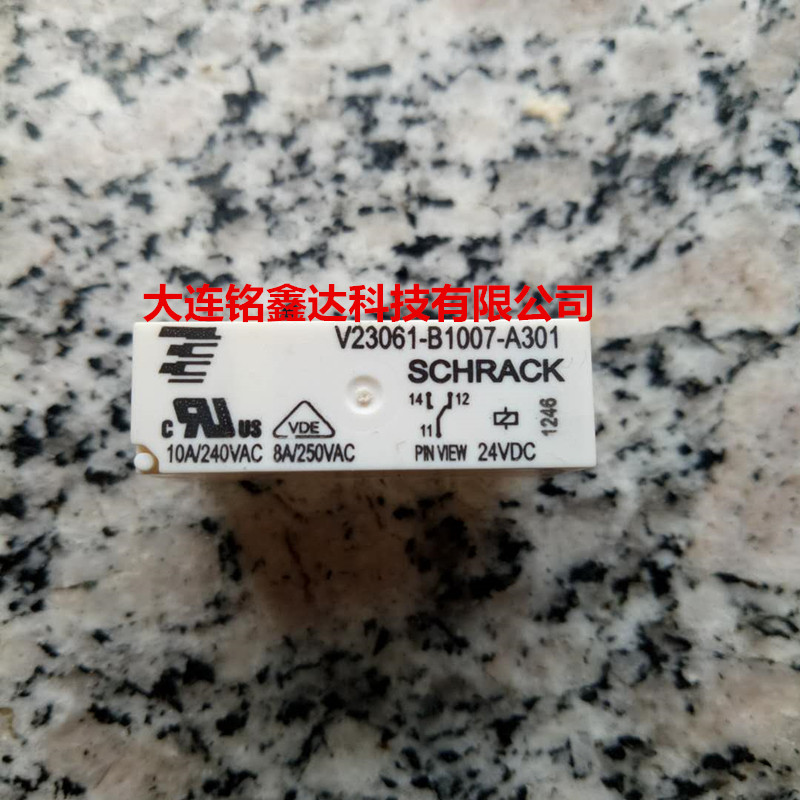 大连铭鑫达科技有限公司
V23061-B1007-A301
SCHRACK
14 12
11
c RU US
VDE
10A/240VAC 8A/250VAC
PIN VIEW 24VDC
1246